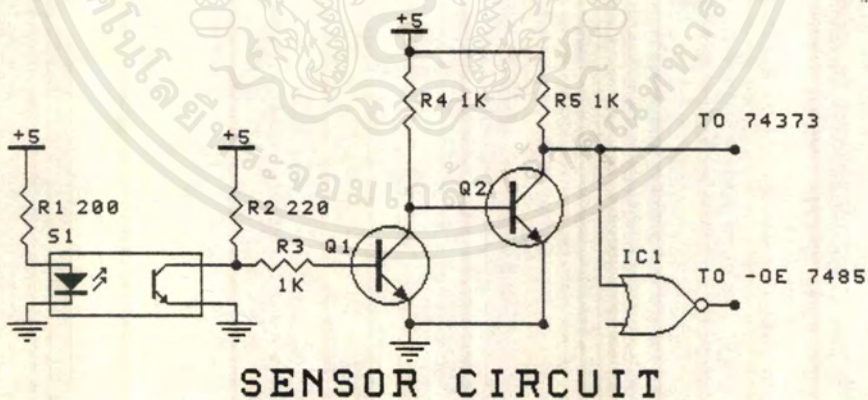 +5
R4 1K
R5 1K
TO 74373
+5
+5
R1 200
R2 220
Q2
S1
R3
Q1
1K
IC1
TO -OE 7485
SENSOR CIRCUIT